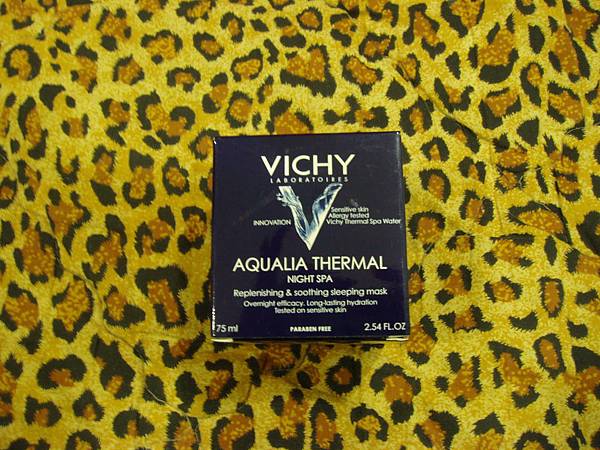 VICHY
LABORATOIRES
Sensitive skin
Allergy tested
INNOVATION Vichy Thermal Spa Water
AQUALIA THERMAL
NIGHT SPA
Replenishing & soothing sleeping mask
Overnight efficacy. Long-lasting hydration
Tested on sensitive skin
75 ml PARABEN FREE 2.54 FL.OZ